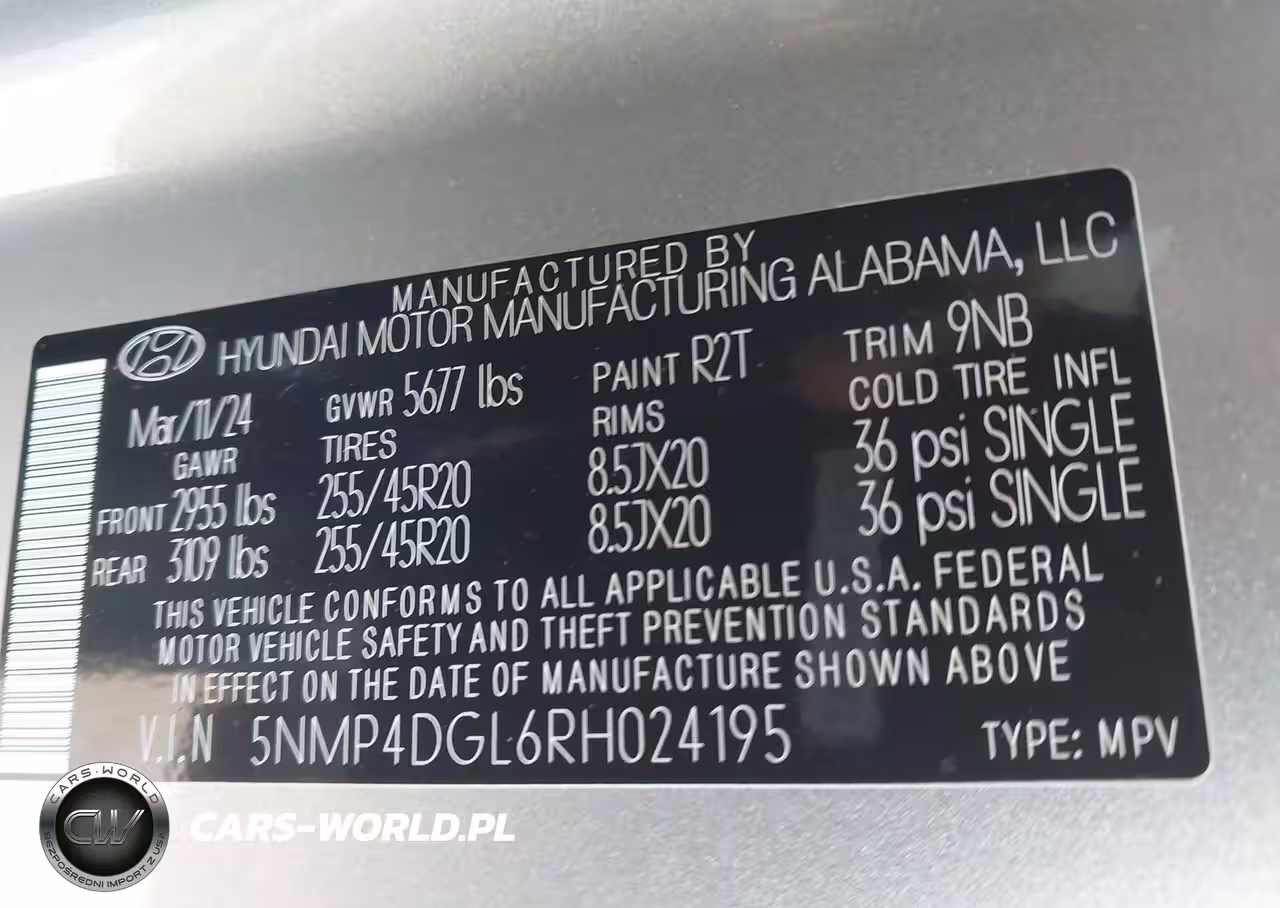 MANUFACTURED BY
HYUNDAI MOTOR MANUFACTURING ALABAMA, LLC
Mar/11/24 GVWR 5677 lbs PAINT R2T TRIM 9NB
GAWR TIRES RIMS COLD TIRE INFL
FRONT 2955 lbs 255/45R20 8.5JX20 36 psi SINGLE
REAR 3109 lbs 255/45R20 8.5JX20 36 psi SINGLE
THIS VEHICLE CONFORMS TO ALL APPLICABLE U.S.A. FEDERAL
MOTOR VEHICLE SAFETY AND THEFT PREVENTION STANDARDS
IN EFFECT ON THE DATE OF MANUFACTURE SHOWN ABOVE
V.I.N 5NMP4DGL6RH024195 TYPE: MPV
CARS-WORLD
CW
BEZPOŚREDNI IMPORT Z USA
CARS-WORLD.PL